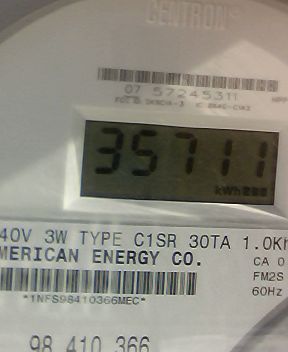 CENTRON®
07 57245311
35711
kWh
40V 3W TYPE C1SR 30TA 1.0Kh
MERICAN ENERGY CO.
CA 0
FM2S
60Hz
*1NFS98410366MEC*
98 410 366